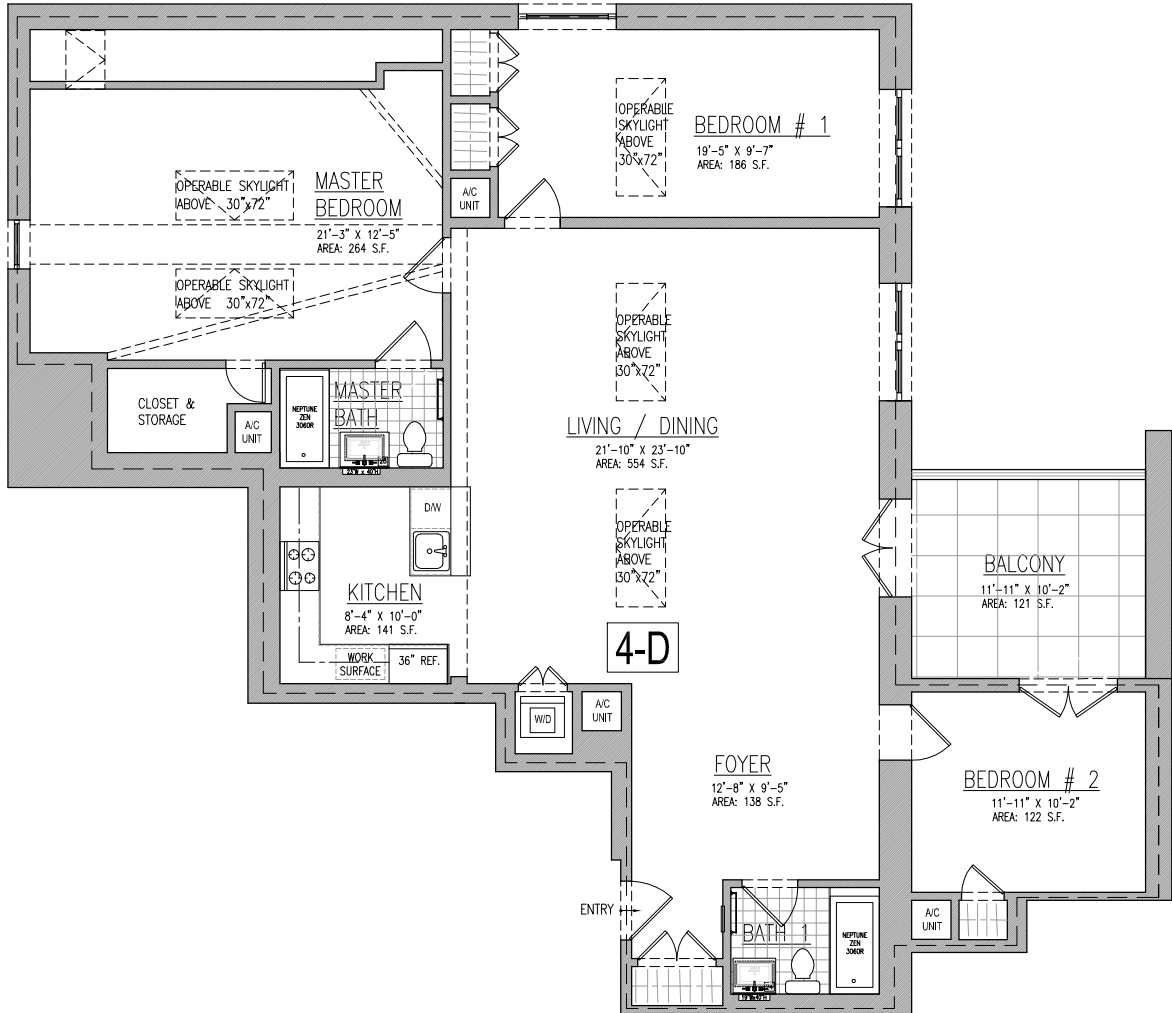 OPERABLE
SKYLIGHT
ABOVE
30"x72"
BEDROOM # 1
19'-5" X 9'-7"
AREA: 186 S.F.
A/C
UNIT
OPERABLE SKYLIGHT
ABOVE 30"x72"
MASTER
BEDROOM
21'-3" X 12'-5"
AREA: 264 S.F.
OPERABLE SKYLIGHT
ABOVE 30"x72"
OPERABLE
SKYLIGHT
ABOVE
30"x72"
CLOSET &
STORAGE
A/C
UNIT
NEPTUNE
ZEN
3060R
MASTER
BATH
23"W x 40"H
LIVING / DINING
21'-10" X 23'-10"
AREA: 554 S.F.
D/W
OPERABLE
SKYLIGHT
ABOVE
30"x72"
KITCHEN
8'-4" X 10'-0"
AREA: 141 S.F.
WORK
SURFACE
36" REF.
4-D
BALCONY
11'-11" X 10'-2"
AREA: 121 S.F.
W/D
A/C
UNIT
FOYER
12'-8" X 9'-5"
AREA: 138 S.F.
BEDROOM # 2
11'-11" X 10'-2"
AREA: 122 S.F.
ENTRY
BATH 1
NEPTUNE
ZEN
3060R
A/C
UNIT